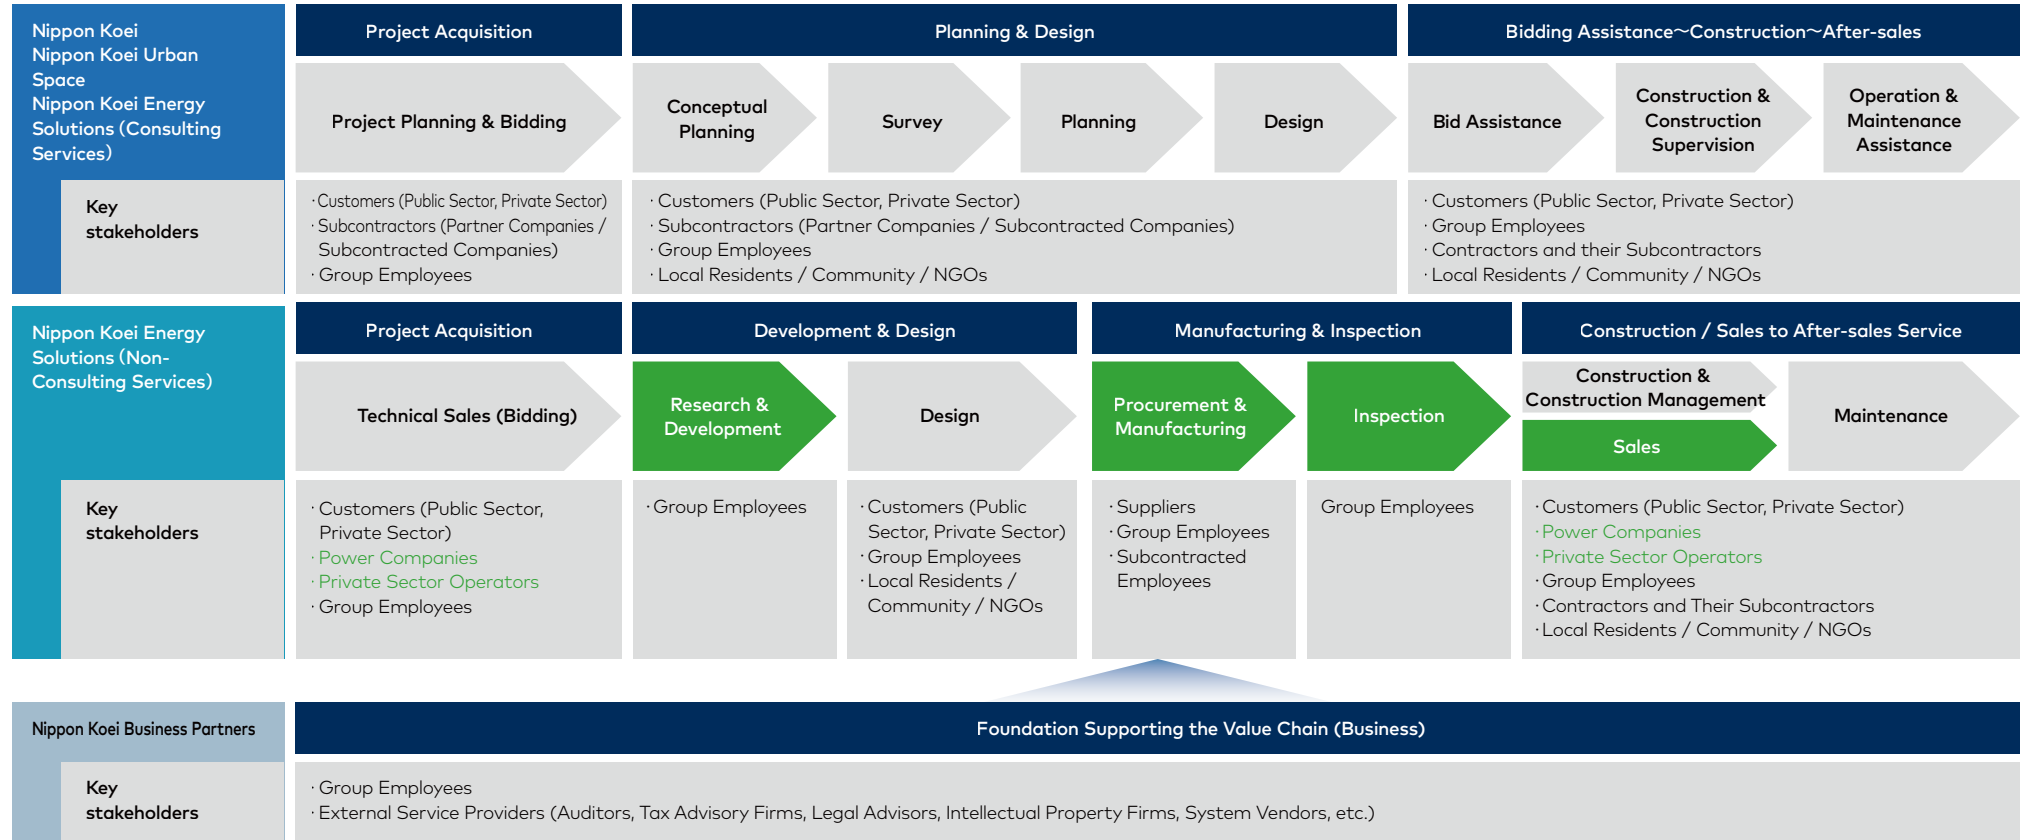 Nippon Koei
Nippon Koei Urban
Space
Nippon Koei Energy
Solutions (Consulting
Services)
Project Acquisition
Planning & Design
Bidding Assistance〜Construction〜After-sales
Project Planning & Bidding
Conceptual
Planning
Survey
Planning
Design
Bid Assistance
Construction &
Construction
Supervision
Operation &
Maintenance
Assistance
Key
stakeholders
· Customers (Public Sector, Private Sector)
· Subcontractors (Partner Companies /
Subcontracted Companies)
· Group Employees
· Customers (Public Sector, Private Sector)
· Subcontractors (Partner Companies / Subcontracted Companies)
· Group Employees
· Local Residents / Community / NGOs
· Customers (Public Sector, Private Sector)
· Group Employees
· Contractors and their Subcontractors
· Local Residents / Community / NGOs
Nippon Koei Energy
Solutions (Non-
Consulting Services)
Project Acquisition
Development & Design
Manufacturing & Inspection
Construction / Sales to After-sales Service
Technical Sales (Bidding)
Research &
Development
Design
Procurement &
Manufacturing
Inspection
Construction &
Construction Management
Sales
Maintenance
Key
stakeholders
· Customers (Public Sector,
Private Sector)
· Power Companies
· Private Sector Operators
· Group Employees
· Group Employees
· Customers (Public
Sector, Private Sector)
· Group Employees
· Local Residents /
Community / NGOs
· Suppliers
· Group Employees
· Subcontracted
Employees
Group Employees
· Customers (Public Sector, Private Sector)
· Power Companies
· Private Sector Operators
· Group Employees
· Contractors and Their Subcontractors
· Local Residents / Community / NGOs
Nippon Koei Business Partners
Foundation Supporting the Value Chain (Business)
Key
stakeholders
· Group Employees
· External Service Providers (Auditors, Tax Advisory Firms, Legal Advisors, Intellectual Property Firms, System Vendors, etc.)